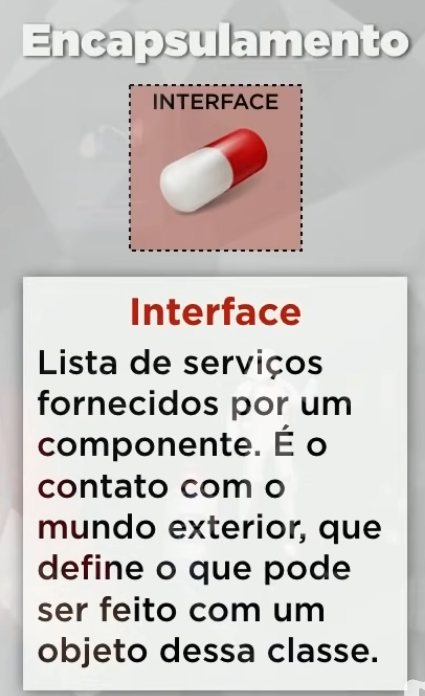 Encapsulamento
INTERFACE
Interface
Lista de serviços
fornecidos por um
componente. É o
contato com o
mundo exterior, que
define o que pode
ser feito com um
objeto dessa classe.